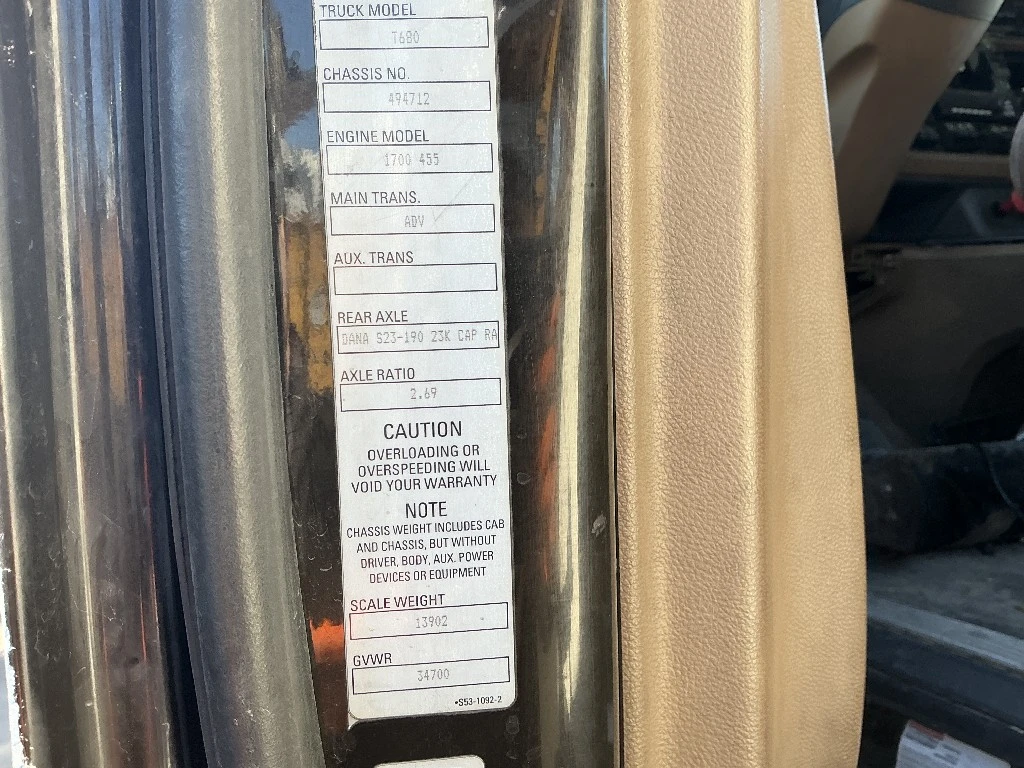 TRUCK MODEL
T680
CHASSIS NO.
494712
ENGINE MODEL
1700 455
MAIN TRANS.
ADV
AUX. TRANS
REAR AXLE
DANA S23-190 23K CAP RA
AXLE RATIO
2.69
CAUTION
OVERLOADING OR
OVERSPEEDING WILL
VOID YOUR WARRANTY
NOTE
CHASSIS WEIGHT INCLUDES CAB
AND CHASSIS, BUT WITHOUT
DRIVER, BODY, AUX. POWER
DEVICES OR EQUIPMENT
SCALE WEIGHT
13902
GVWR
34700
•S53-1092-2